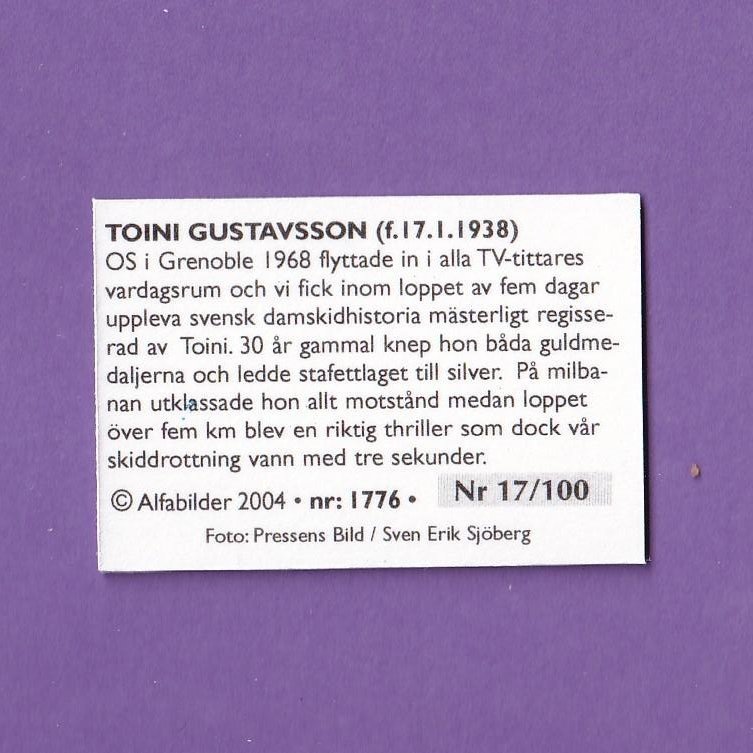 TOINI GUSTAVSSON (f.17.1.1938)
OS i Grenoble 1968 flyttade in i alla TV-tittares
vardagsrum och vi fick inom loppet av fem dagar
uppleva svensk damskidhistoria mästerligt regisse-
rad av Toini. 30 år gammal knep hon båda guldme-
daljerna och ledde stafettlaget till silver. På milba-
nan utklassade hon allt motstånd medan loppet
över fem km blev en riktig thriller som dock vår
skiddrottning vann med tre sekunder.
© Alfabilder 2004 • nr: 1776 • Nr 17/100
Foto: Pressens Bild / Sven Erik Sjöberg